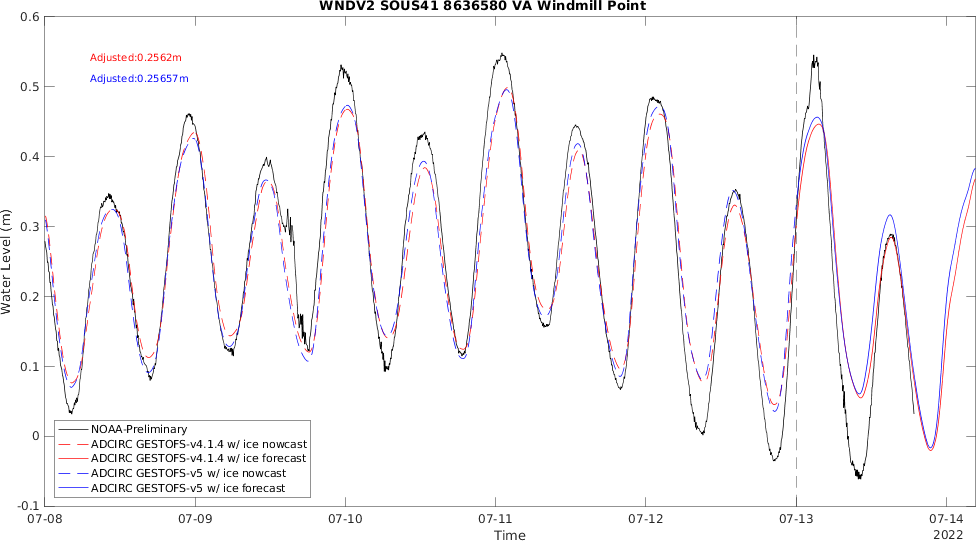 WNDV2 SOUS41 8636580 VA Windmill Point
Adjusted:0.2562m
Adjusted:0.25657m
Water Level (m)
0.6
0.5
0.4
0.3
0.2
0.1
0
-0.1
NOAA-Preliminary
ADCIRC GESTOFS-v4.1.4 w/ ice nowcast
ADCIRC GESTOFS-v4.1.4 w/ ice forecast
ADCIRC GESTOFS-v5 w/ ice nowcast
ADCIRC GESTOFS-v5 w/ ice forecast
07-08 07-09 07-10 07-11 07-12 07-13 07-14
Time
2022